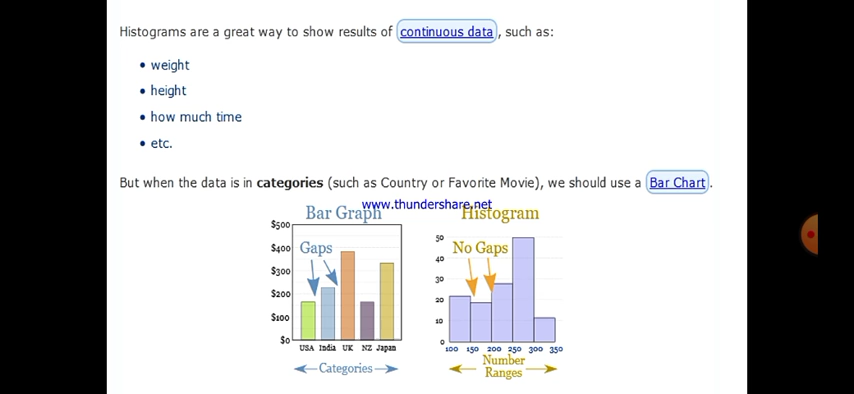 Histograms are a great way to show results of continuous data, such as:
• weight
• height
• how much time
• etc.
But when the data is in categories (such as Country or Favorite Movie), we should use a Bar Chart.
www.thundershare.net
Bar Graph
$500
$400
$300
$200
$100
$0
Gaps
USA India UK NZ Japan
Categories
Histogram
50
40
30
20
10
0
No Gaps
100 150 200 250 300 350
Number
Ranges